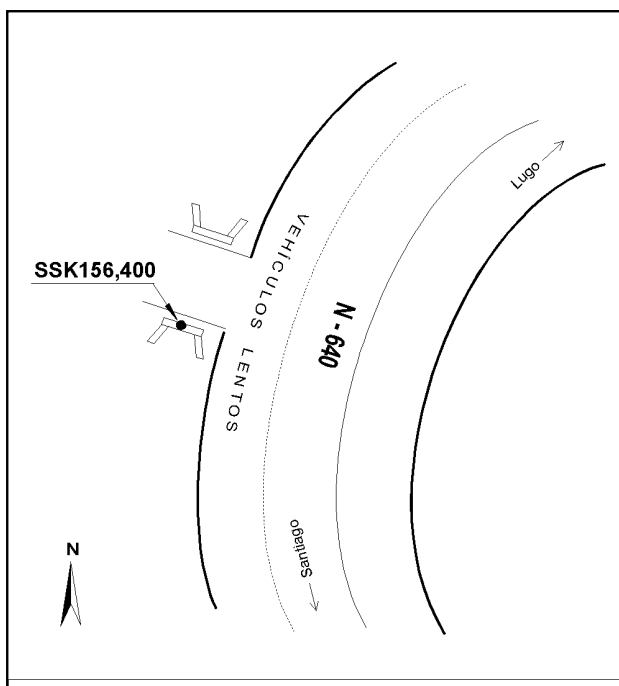 Lugo
SSK156,400
VEHÍCULOS LENTOS
N - 640
Santiago
N